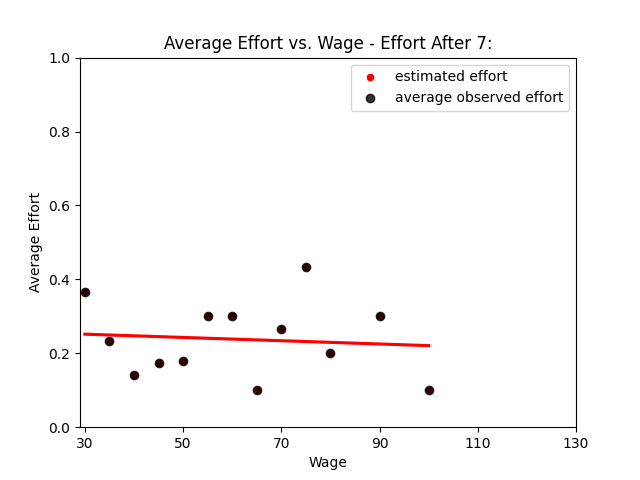 Average Effort vs. Wage - Effort After 7:
estimated effort
average observed effort
1.0
0.8
0.6
0.4
0.2
0.0
Average Effort
30
50
70
90
110
130
Wage